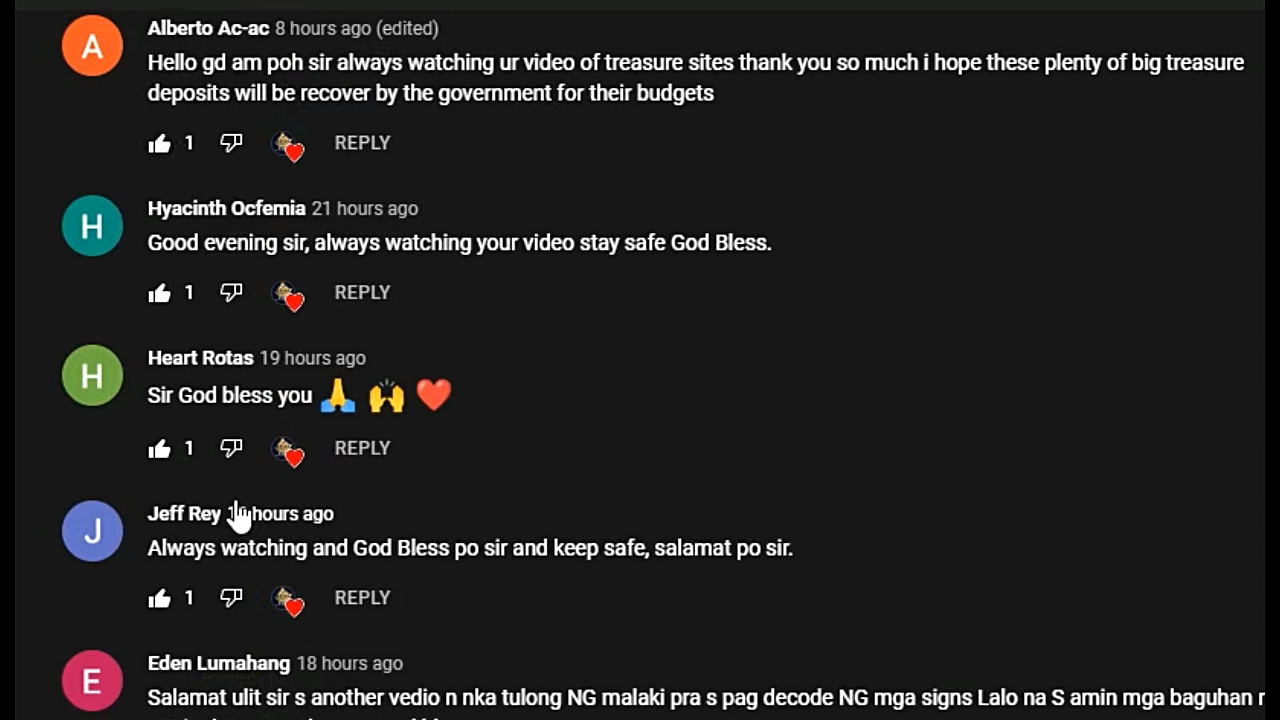 A
Alberto Ac-ac 8 hours ago (edited)
Hello gd am poh sir always watching ur video of treasure sites thank you so much i hope these plenty of big treasure
deposits will be recover by the government for their budgets
1 REPLY
H
Hyacinth Ocfemia 21 hours ago
Good evening sir, always watching your video stay safe God Bless.
1 REPLY
H
Heart Rotas 19 hours ago
Sir God bless you 🙏 🙌 ❤️
1 REPLY
J
Jeff Rey hours ago
Always watching and God Bless po sir and keep safe, salamat po sir.
1 REPLY
E
Eden Lumahang 18 hours ago
Salamat ulit sir s another vedio n nka tulong NG malaki pra s pag decode NG mga signs Lalo na S amin mga baguhan